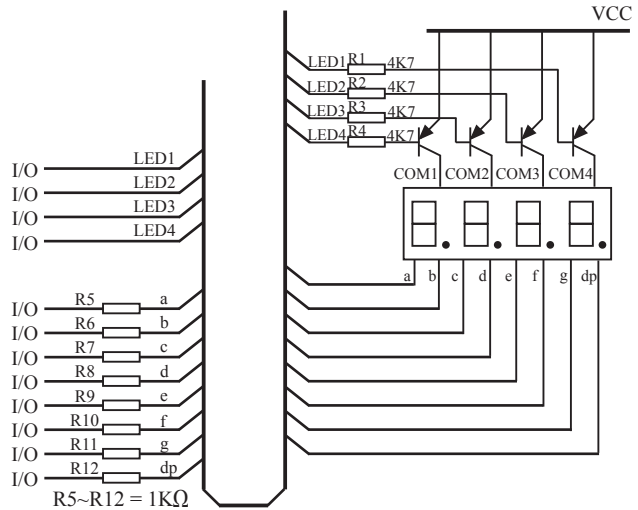 VCC
LED1 R1 4K7
LED2 R2 4K7
LED3 R3 4K7
LED4 R4 4K7
COM1 COM2 COM3 COM4
I/O LED1
I/O LED2
I/O LED3
I/O LED4
a b c d e f g dp
I/O R5 a
I/O R6 b
I/O R7 c
I/O R8 d
I/O R9 e
I/O R10 f
I/O R11 g
I/O R12 dp
R5~R12 = 1KΩ